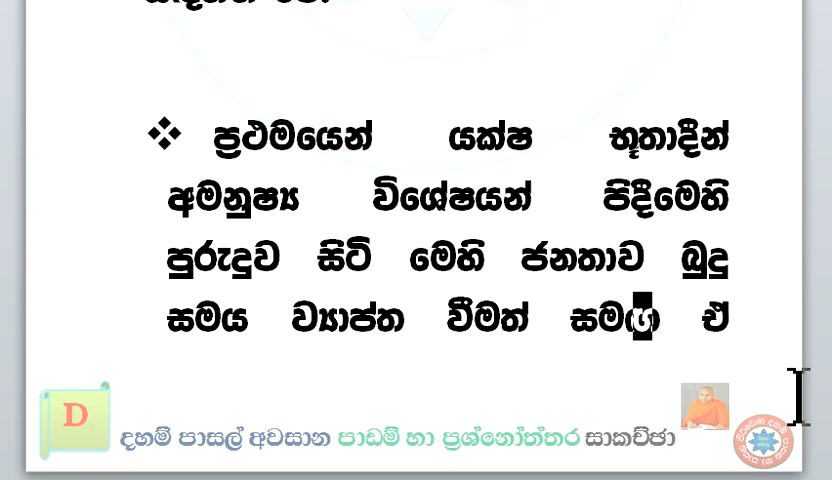 ❖ ප්‍රථමයෙන් යක්ෂ භූතාදීන්
අමනුෂ්‍ය විශේෂයන් පිදීමෙහි
පුරුදුව සිටි මෙහි ජනතාව බුදු
සමය ව්‍යාප්ත වීමත් සමඟ ඒ
D
දහම් පාසල් අවසාන පාඩම් හා ප්‍රශ්නෝත්තර සාකච්ඡා